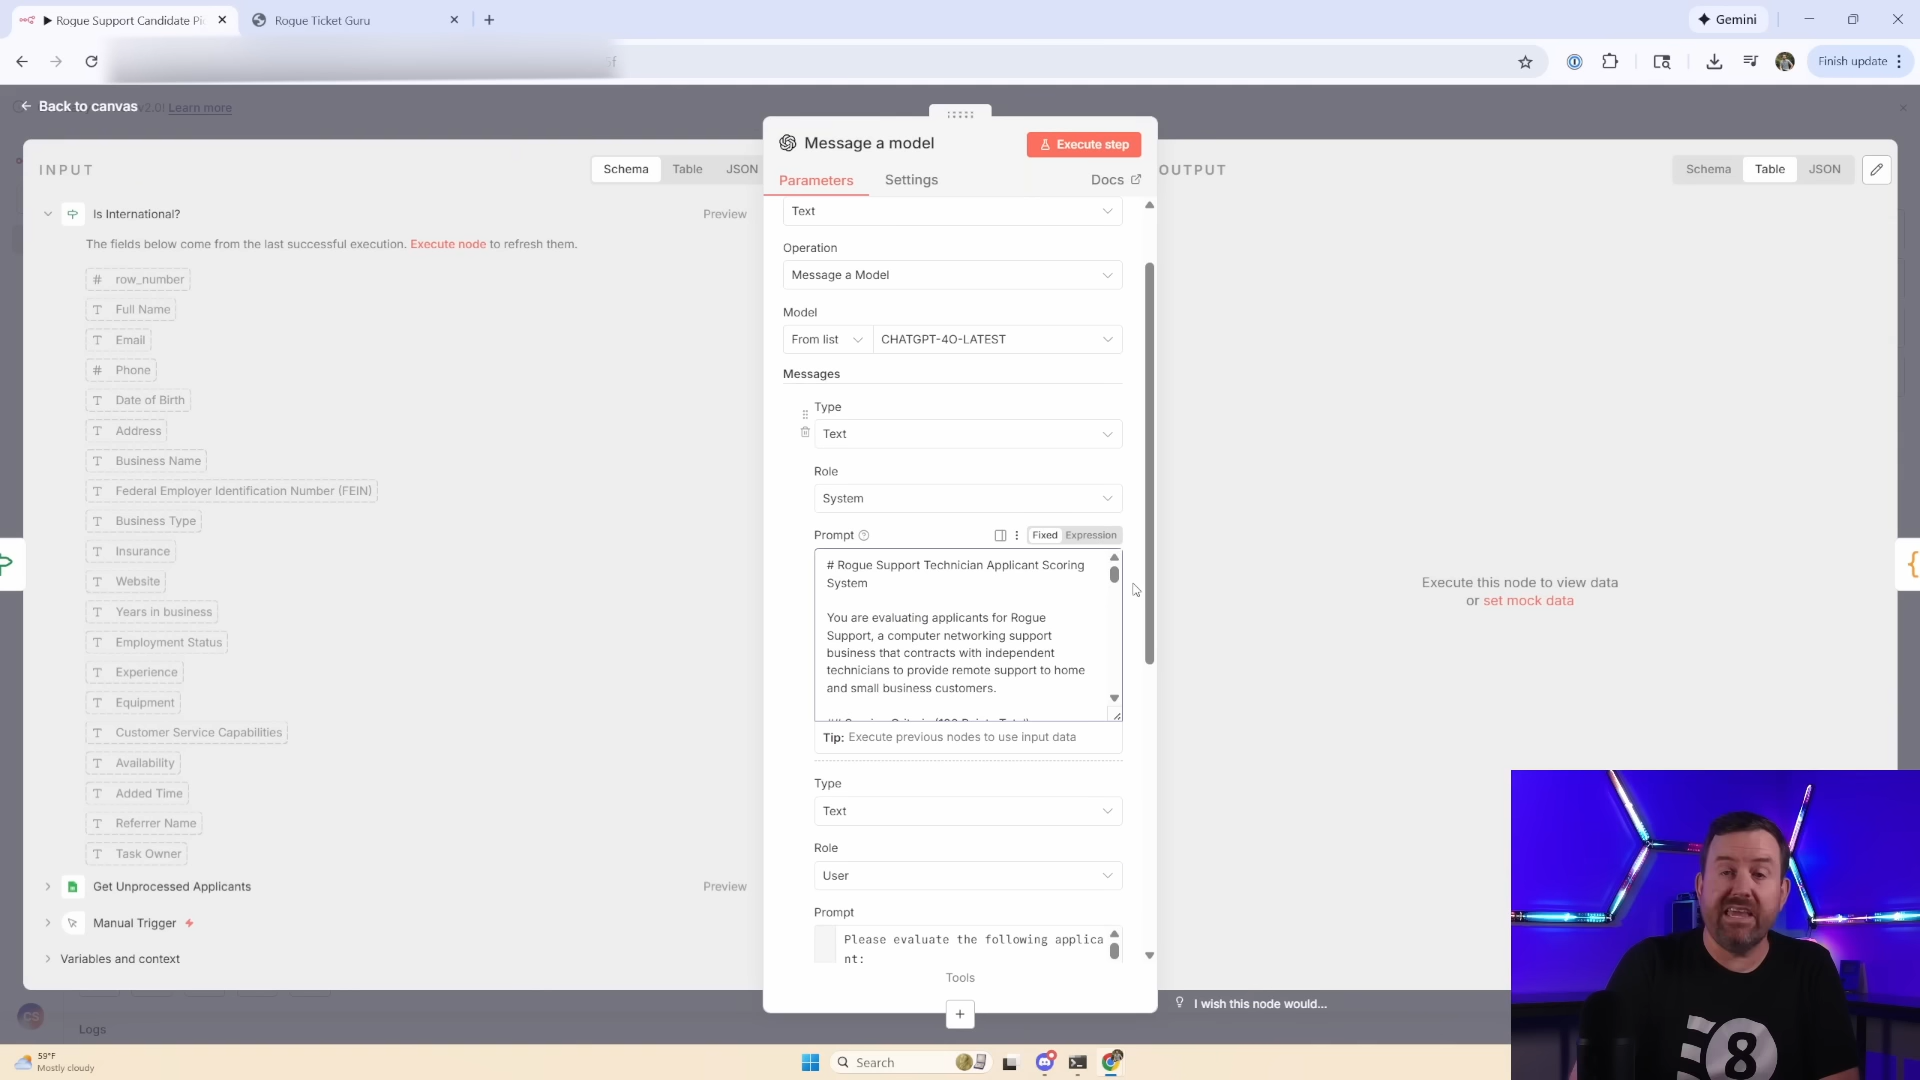 Rogue Support Candidate Pi
Rogue Ticket Guru
Gemini
Finish update
Back to canvas
v2.0)
Learn more
INPUT
Schema
Table
JSON
Is International?
Preview
The fields below come from the last successful execution. Execute node to refresh them.
# row_number
T Full Name
T Email
# Phone
T Date of Birth
T Address
T Business Name
T Federal Employer Identification Number (FEIN)
T Business Type
T Insurance
T Website
T Years in business
T Employment Status
T Experience
T Equipment
T Customer Service Capabilities
T Availability
T Added Time
T Referrer Name
T Task Owner
Get Unprocessed Applicants
Preview
Manual Trigger
Variables and context
Message a model
Execute step
Parameters
Settings
Docs
Text
Operation
Message a Model
Model
From list
CHATGPT-4O-LATEST
Messages
Type
Text
Role
System
Prompt
Fixed
Expression
# Rogue Support Technician Applicant Scoring
System
You are evaluating applicants for Rogue
Support, a computer networking support
business that contracts with independent
technicians to provide remote support to home
and small business customers.
## Scoring Criteria (100 Points Total)
Tip: Execute previous nodes to use input data
Type
Text
Role
User
Prompt
Please evaluate the following applica
nt:
Tools
OUTPUT
Schema
Table
JSON
Execute this node to view data
or set mock data
I wish this node would...
CS
Logs
59°F
Mostly cloudy
Search
8